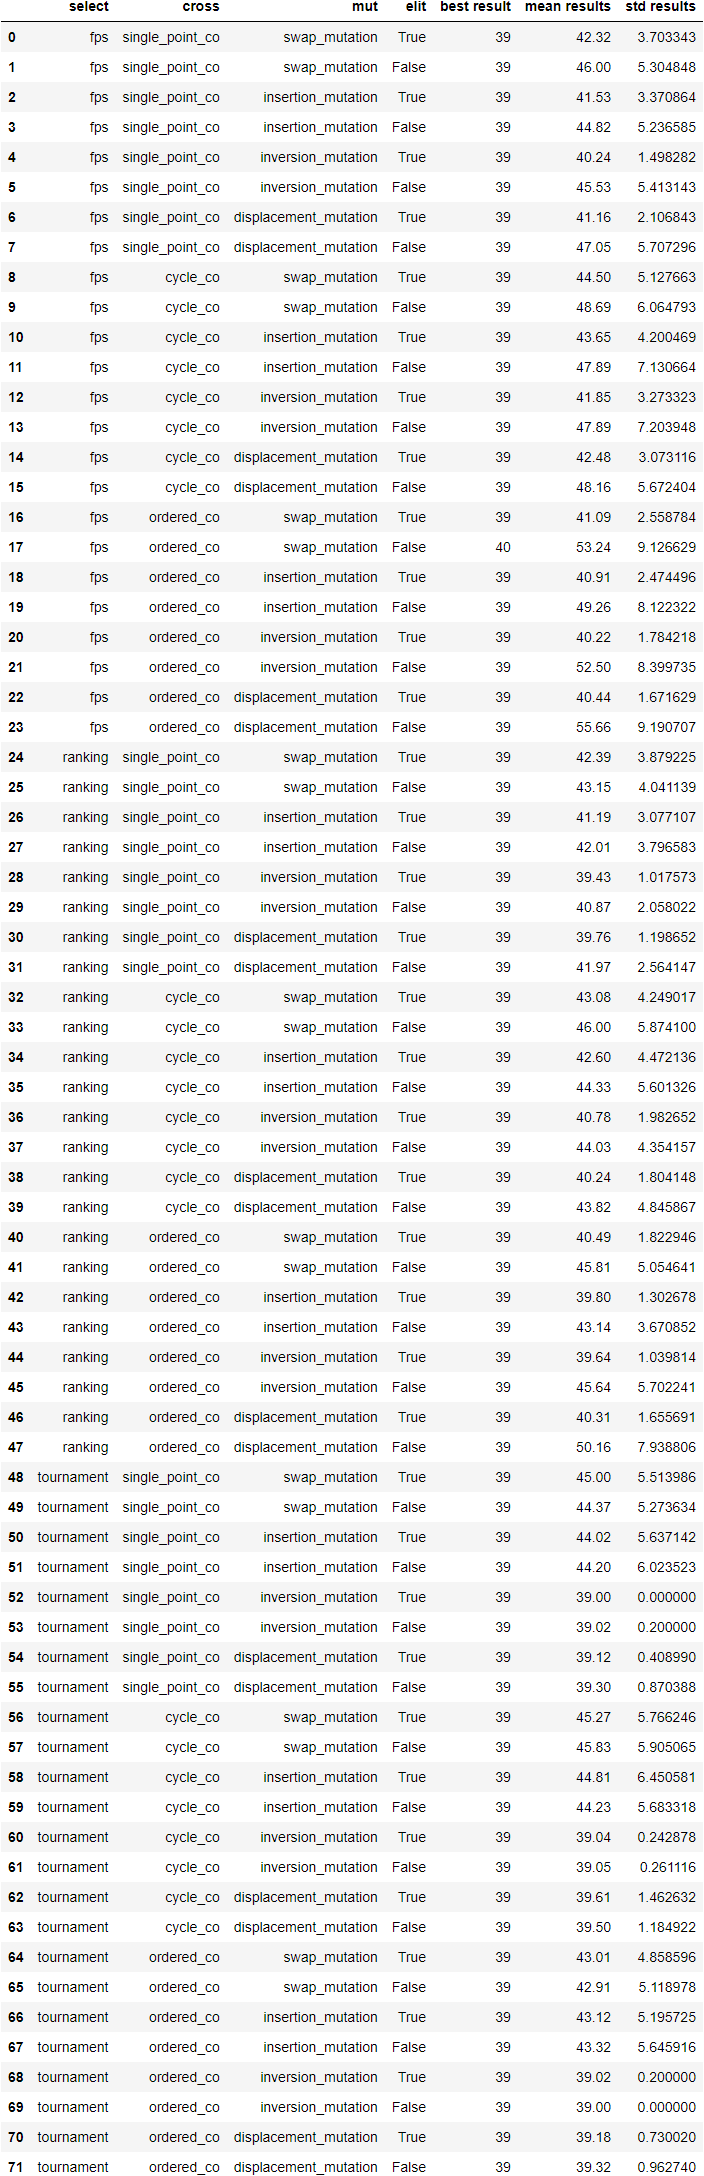 select cross mut elit best result mean results std results
0 fps single_point_co swap_mutation True 39 42.32 3.703343
1 fps single_point_co swap_mutation False 39 46.00 5.304848
2 fps single_point_co insertion_mutation True 39 41.53 3.370864
3 fps single_point_co insertion_mutation False 39 44.82 5.236585
4 fps single_point_co inversion_mutation True 39 40.24 1.498282
5 fps single_point_co inversion_mutation False 39 45.53 5.413143
6 fps single_point_co displacement_mutation True 39 41.16 2.106843
7 fps single_point_co displacement_mutation False 39 47.05 5.707296
8 fps cycle_co swap_mutation True 39 44.50 5.127663
9 fps cycle_co swap_mutation False 39 48.69 6.064793
10 fps cycle_co insertion_mutation True 39 43.65 4.200469
11 fps cycle_co insertion_mutation False 39 47.89 7.130664
12 fps cycle_co inversion_mutation True 39 41.85 3.273323
13 fps cycle_co inversion_mutation False 39 47.89 7.203948
14 fps cycle_co displacement_mutation True 39 42.48 3.073116
15 fps cycle_co displacement_mutation False 39 48.16 5.672404
16 fps ordered_co swap_mutation True 39 41.09 2.558784
17 fps ordered_co swap_mutation False 40 53.24 9.126629
18 fps ordered_co insertion_mutation True 39 40.91 2.474496
19 fps ordered_co insertion_mutation False 39 49.26 8.122322
20 fps ordered_co inversion_mutation True 39 40.22 1.784218
21 fps ordered_co inversion_mutation False 39 52.50 8.399735
22 fps ordered_co displacement_mutation True 39 40.44 1.671629
23 fps ordered_co displacement_mutation False 39 55.66 9.190707
24 ranking single_point_co swap_mutation True 39 42.39 3.879225
25 ranking single_point_co swap_mutation False 39 43.15 4.041139
26 ranking single_point_co insertion_mutation True 39 41.19 3.077107
27 ranking single_point_co insertion_mutation False 39 42.01 3.796583
28 ranking single_point_co inversion_mutation True 39 39.43 1.017573
29 ranking single_point_co inversion_mutation False 39 40.87 2.058022
30 ranking single_point_co displacement_mutation True 39 39.76 1.198652
31 ranking single_point_co displacement_mutation False 39 41.97 2.564147
32 ranking cycle_co swap_mutation True 39 43.08 4.249017
33 ranking cycle_co swap_mutation False 39 46.00 5.874100
34 ranking cycle_co insertion_mutation True 39 42.60 4.472136
35 ranking cycle_co insertion_mutation False 39 44.33 5.601326
36 ranking cycle_co inversion_mutation True 39 40.78 1.982652
37 ranking cycle_co inversion_mutation False 39 44.03 4.354157
38 ranking cycle_co displacement_mutation True 39 40.24 1.804148
39 ranking cycle_co displacement_mutation False 39 43.82 4.845867
40 ranking ordered_co swap_mutation True 39 40.49 1.822946
41 ranking ordered_co swap_mutation False 39 45.81 5.054641
42 ranking ordered_co insertion_mutation True 39 39.80 1.302678
43 ranking ordered_co insertion_mutation False 39 43.14 3.670852
44 ranking ordered_co inversion_mutation True 39 39.64 1.039814
45 ranking ordered_co inversion_mutation False 39 45.64 5.702241
46 ranking ordered_co displacement_mutation True 39 40.31 1.655691
47 ranking ordered_co displacement_mutation False 39 50.16 7.938806
48 tournament single_point_co swap_mutation True 39 45.00 5.513986
49 tournament single_point_co swap_mutation False 39 44.37 5.273634
50 tournament single_point_co insertion_mutation True 39 44.02 5.637142
51 tournament single_point_co insertion_mutation False 39 44.20 6.023523
52 tournament single_point_co inversion_mutation True 39 39.00 0.000000
53 tournament single_point_co inversion_mutation False 39 39.02 0.200000
54 tournament single_point_co displacement_mutation True 39 39.12 0.408990
55 tournament single_point_co displacement_mutation False 39 39.30 0.870388
56 tournament cycle_co swap_mutation True 39 45.27 5.766246
57 tournament cycle_co swap_mutation False 39 45.83 5.905065
58 tournament cycle_co insertion_mutation True 39 44.81 6.450581
59 tournament cycle_co insertion_mutation False 39 44.23 5.683318
60 tournament cycle_co inversion_mutation True 39 39.04 0.242878
61 tournament cycle_co inversion_mutation False 39 39.05 0.261116
62 tournament cycle_co displacement_mutation True 39 39.61 1.462632
63 tournament cycle_co displacement_mutation False 39 39.50 1.184922
64 tournament ordered_co swap_mutation True 39 43.01 4.858596
65 tournament ordered_co swap_mutation False 39 42.91 5.118978
66 tournament ordered_co insertion_mutation True 39 43.12 5.195725
67 tournament ordered_co insertion_mutation False 39 43.32 5.645916
68 tournament ordered_co inversion_mutation True 39 39.02 0.200000
69 tournament ordered_co inversion_mutation False 39 39.00 0.000000
70 tournament ordered_co displacement_mutation True 39 39.18 0.730020
71 tournament ordered_co displacement_mutation False 39 39.32 0.962740